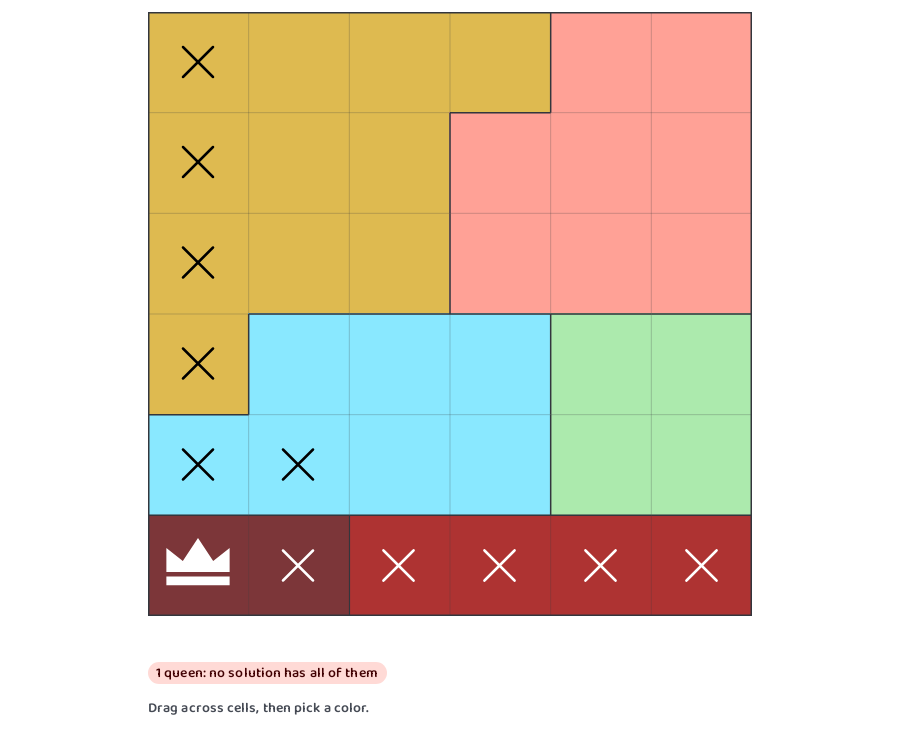 1 queen: no solution has all of them
Drag across cells, then pick a color.